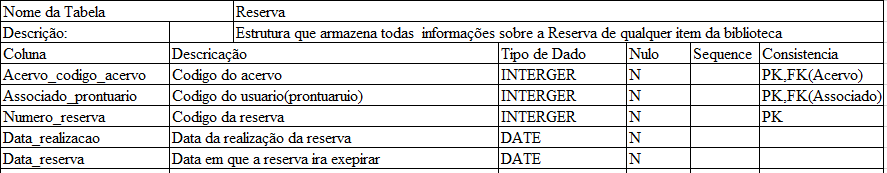 Nome da Tabela Reserva
Descrição: Estrutura que armazena todas informações sobre a Reserva de qualquer item da biblioteca
Coluna Descricação Tipo de Dado Nulo Sequence Consistencia
Acervo_codigo_acervo Codigo do acervo INTERGER N PK,FK(Acervo)
Associado_prontuario Codigo do usuario(prontuaruio) INTERGER N PK,FK(Associado)
Numero_reserva Codigo da reserva INTERGER N PK
Data_realizacao Data da realização da reserva DATE N
Data_reserva Data em que a reserva ira exepirar DATE N